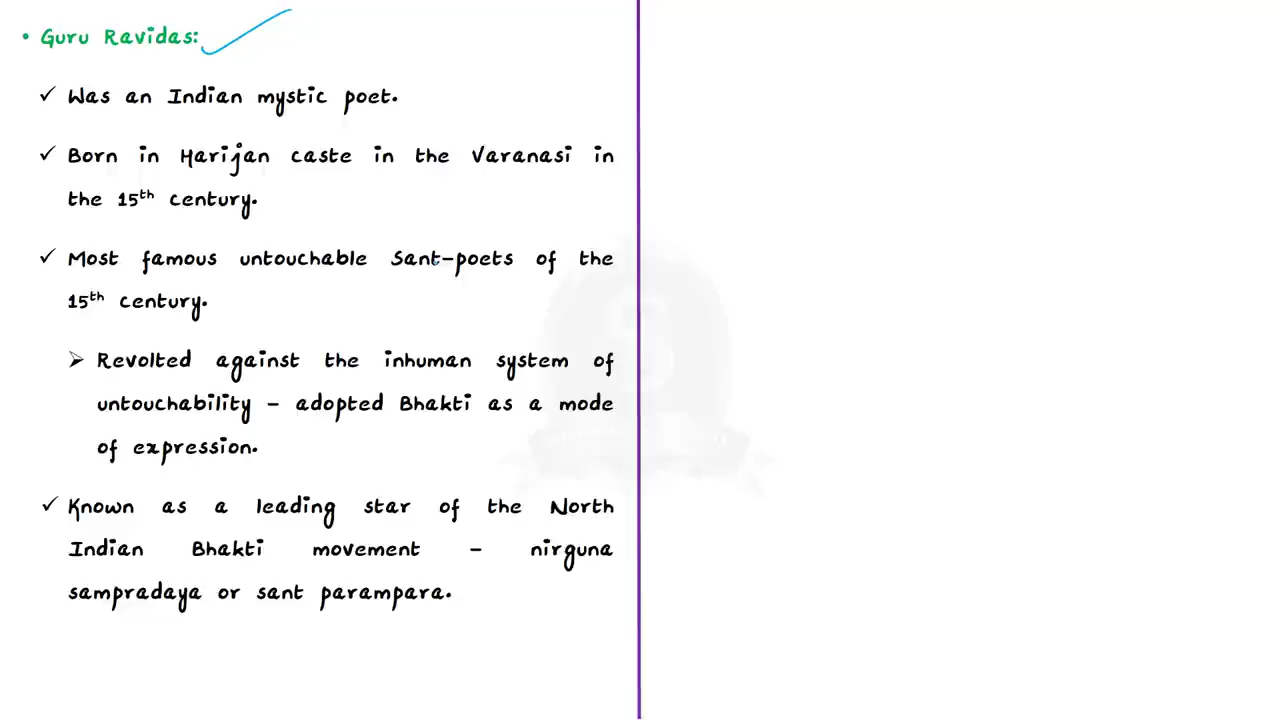 • Guru Ravidas:
✓ Was an Indian mystic poet.
✓ Born in Harijan caste in the Varanasi in
the 15th century.
✓ Most famous untouchable Sant-poets of the
15th century.
➢ Revolted against the inhuman system of
untouchability – adopted Bhakti as a mode
of expression.
✓ Known as a leading star of the North
Indian Bhakti movement – nirguna
sampradaya or sant parampara.